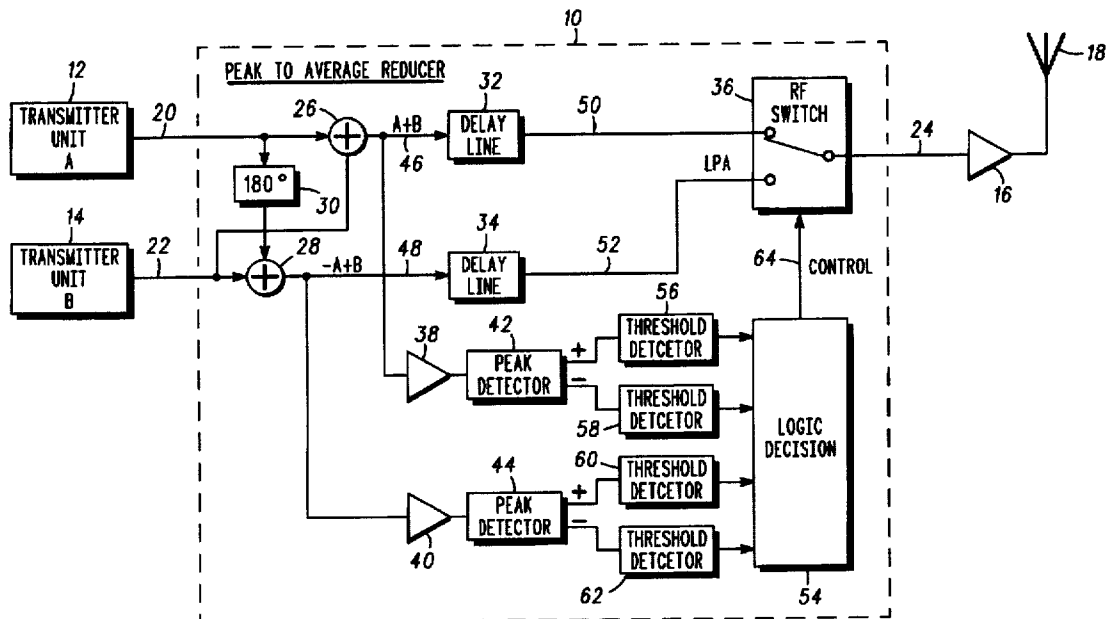 10
PEAK TO AVERAGE REDUCER
12
TRANSMITTER
UNIT
A
20
26
A+B
46
32
DELAY
LINE
50
36
RF
SWITCH
24
16
18
180°
30
14
TRANSMITTER
UNIT
B
22
28
-A+B
48
34
DELAY
LINE
52
LPA
64
CONTROL
38
42
PEAK
DETECTOR
+
−
56
THRESHOLD
DETCETOR
THRESHOLD
DETCETOR
58
40
44
PEAK
DETECTOR
+
−
60
THRESHOLD
DETCETOR
THRESHOLD
DETCETOR
62
LOGIC
DECISION
54